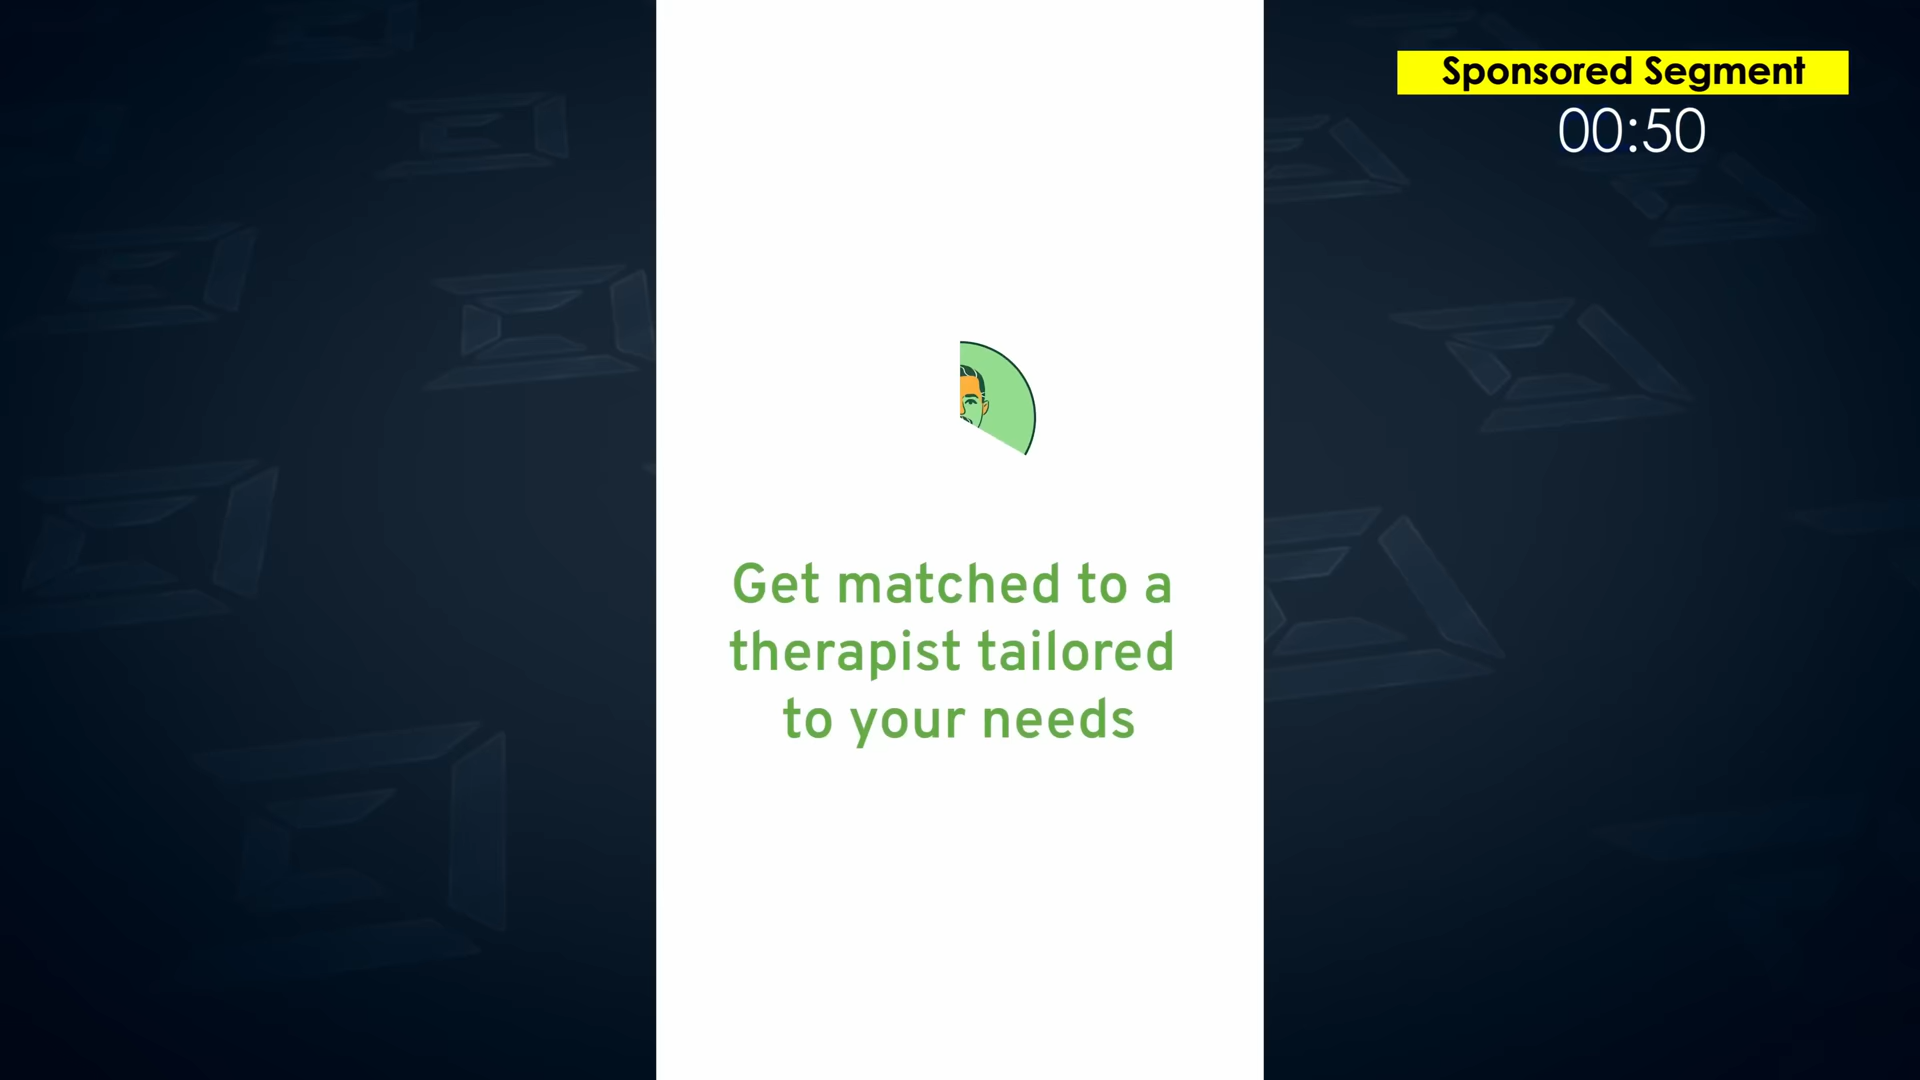 Sponsored Segment
00:50
Get matched to a
therapist tailored
to your needs